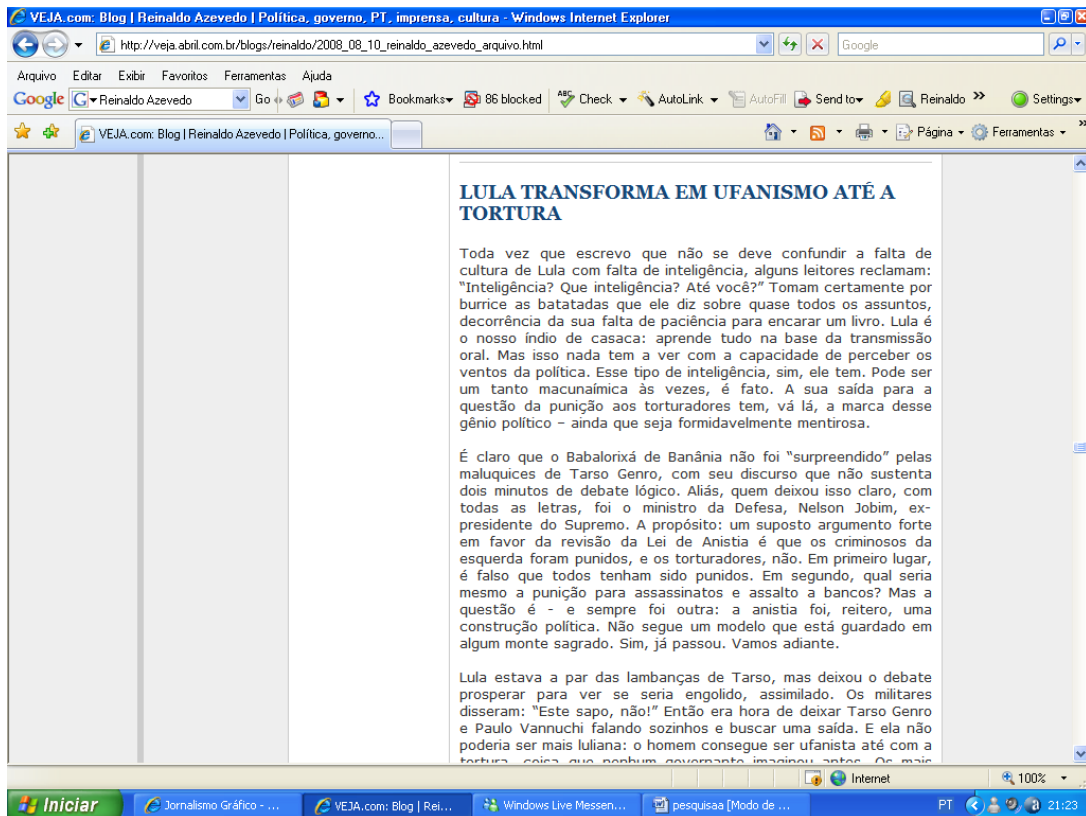 VEJA.com: Blog | Reinaldo Azevedo | Política, governo, PT, imprensa, cultura - Windows Internet Explorer
http://veja.abril.com.br/blogs/reinaldo/2008_08_10_reinaldo_azevedo_arquivo.html
Google
Arquivo Editar Exibir Favoritos Ferramentas Ajuda
Google G Reinaldo Azevedo Go Bookmarks 86 blocked ABC Check AutoLink AutoFill Send to Reinaldo » Settings
VEJA.com: Blog | Reinaldo Azevedo | Política, governo... Página Ferramentas »
LULA TRANSFORMA EM UFANISMO ATÉ A
TORTURA
Toda vez que escrevo que não se deve confundir a falta de
cultura de Lula com falta de inteligência, alguns leitores reclamam:
“Inteligência? Que inteligência? Até você?” Tomam certamente por
burrice as batatadas que ele diz sobre quase todos os assuntos,
decorrência da sua falta de paciência para encarar um livro. Lula é
o nosso índio de casaca: aprende tudo na base da transmissão
oral. Mas isso nada tem a ver com a capacidade de perceber os
ventos da política. Esse tipo de inteligência, sim, ele tem. Pode ser
um tanto macunaímica às vezes, é fato. A sua saída para a
questão da punição aos torturadores tem, vá lá, a marca desse
gênio político – ainda que seja formidavelmente mentirosa.
É claro que o Babalorixá de Banânia não foi “surpreendido” pelas
maluquices de Tarso Genro, com seu discurso que não sustenta
dois minutos de debate lógico. Aliás, quem deixou isso claro, com
todas as letras, foi o ministro da Defesa, Nelson Jobim, ex-
presidente do Supremo. A propósito: um suposto argumento forte
em favor da revisão da Lei de Anistia é que os criminosos da
esquerda foram punidos, e os torturadores, não. Em primeiro lugar,
é falso que todos tenham sido punidos. Em segundo, qual seria
mesmo a punição para assassinatos e assalto a bancos? Mas a
questão é - e sempre foi outra: a anistia foi, reitero, uma
construção política. Não segue um modelo que está guardado em
algum monte sagrado. Sim, já passou. Vamos adiante.
Lula estava a par das lambanças de Tarso, mas deixou o debate
prosperar para ver se seria engolido, assimilado. Os militares
disseram: “Este sapo, não!” Então era hora de deixar Tarso Genro
e Paulo Vannuchi falando sozinhos e buscar uma saída. E ela não
poderia ser mais luliana: o homem consegue ser ufanista até com a
tortura, coisa que nenhum governante imaginou antes. Os mais
Internet 100%
Iniciar Jornalismo Gráfico - ... VEJA.com: Blog | Rei... Windows Live Messen... pesquisaa [Modo de ... PT 21:23